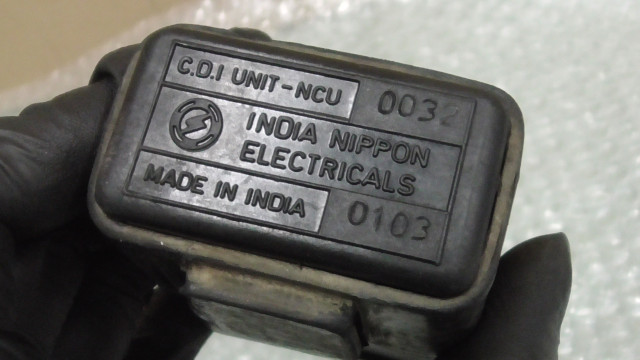 C.D.I UNIT-NCU 0032
INDIA NIPPON
ELECTRICALS
MADE IN INDIA 0103